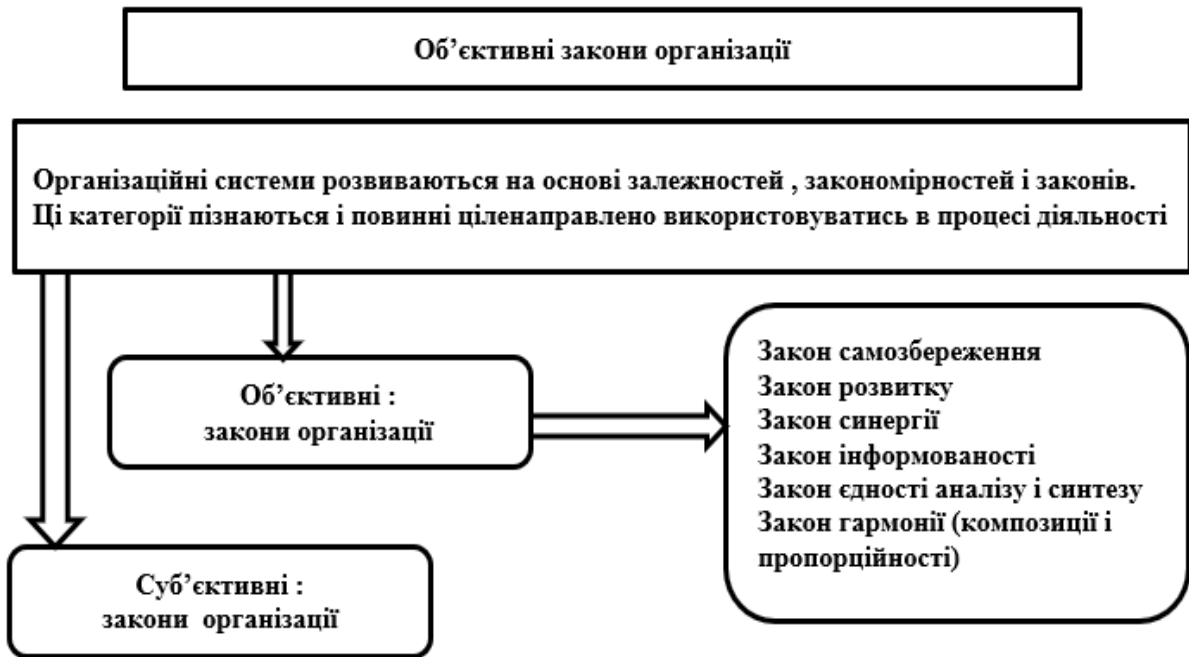 Об’єктивні закони організації
Організаційні системи розвиваються на основі залежностей , закономірностей і законів.
Ці категорії пізнаються і повинні ціленаправлено використовуватись в процесі діяльності
Об’єктивні :
закони організації
Закон самозбереження
Закон розвитку
Закон синергії
Закон інформованості
Закон єдності аналізу і синтезу
Закон гармонії (композиції і
пропорційності)
Суб’єктивні :
закони організації